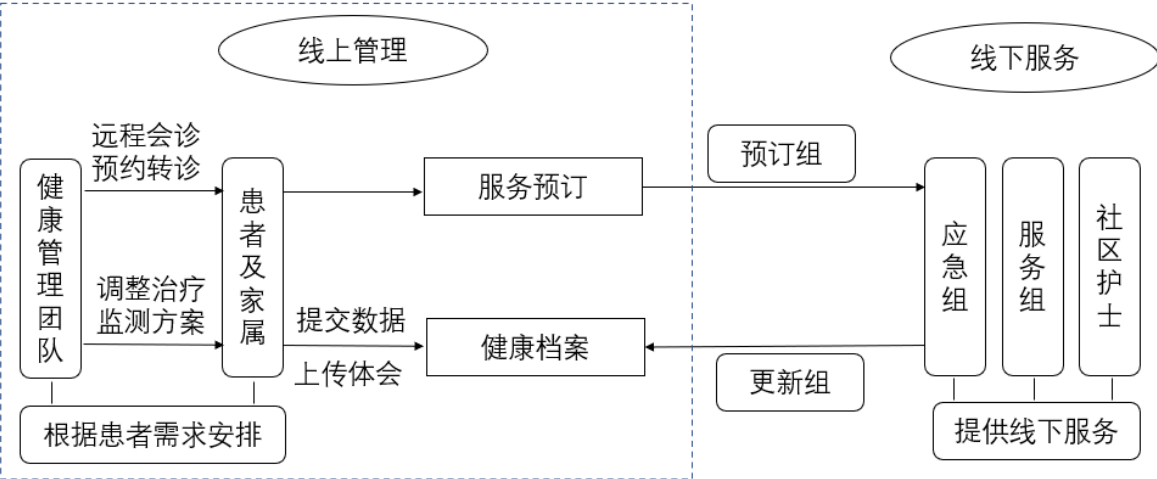 线上管理
线下服务
远程会诊
预约转诊
预订组
健康管理团队
患者及家属
服务预订
应急组
服务组
社区护士
调整治疗
监测方案
提交数据
上传体会
健康档案
更新组
根据患者需求安排
提供线下服务